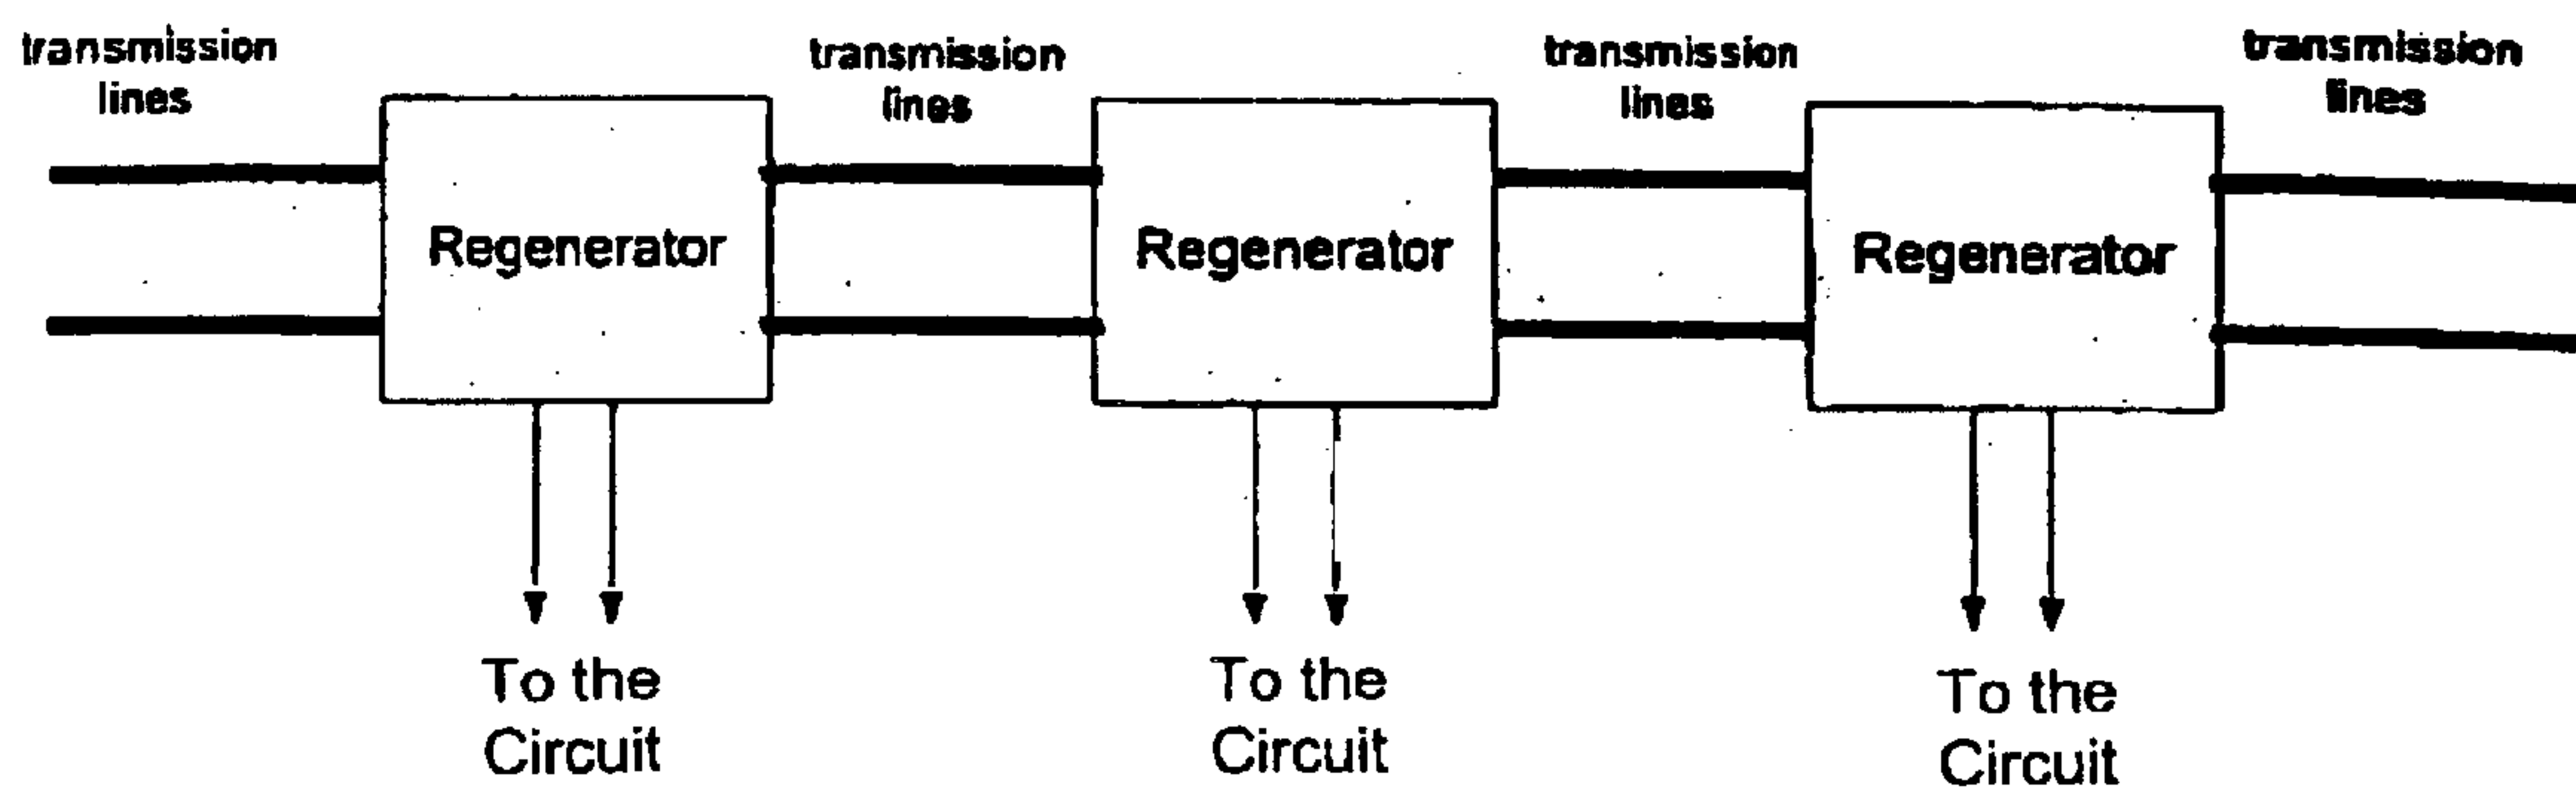 transmission
lines
transmission
lines
transmission
lines
transmission
lines
Regenerator
Regenerator
Regenerator
To the
Circuit
To the
Circuit
To the
Circuit